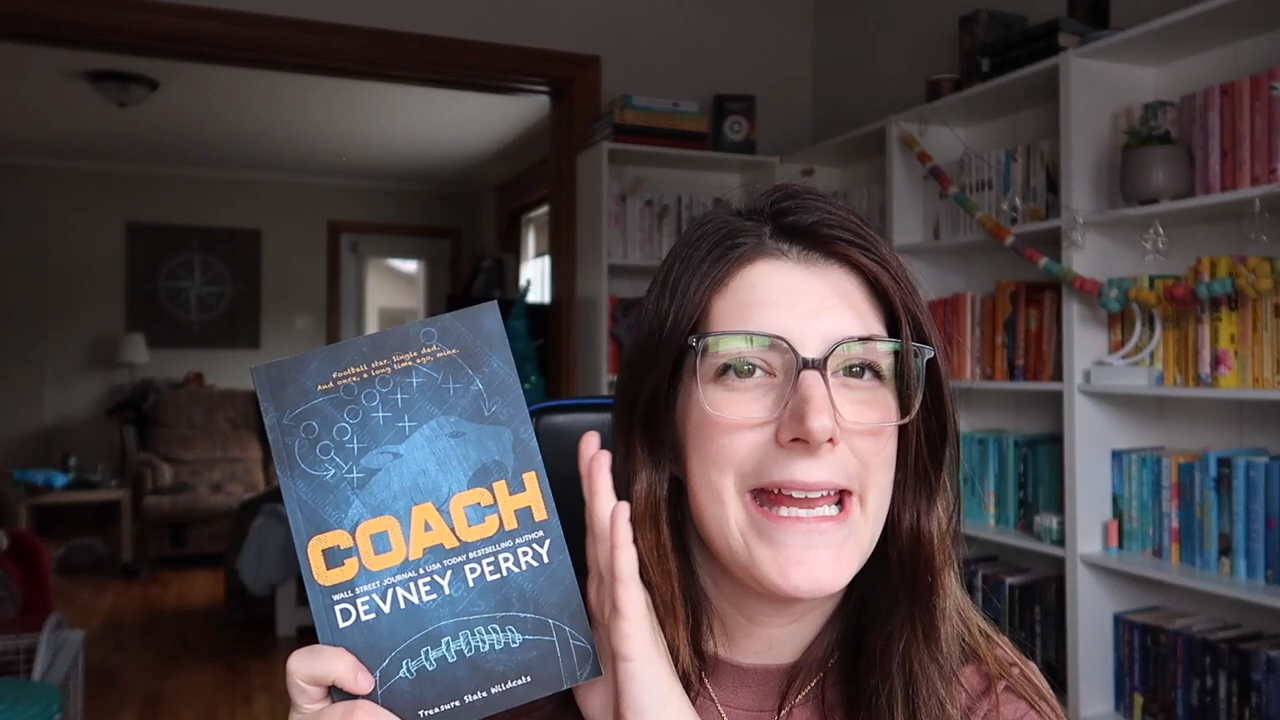 Football star. Single dad.
And once, a long time ago, mine.
COACH
WALL STREET JOURNAL & USA TODAY BESTSELLING AUTHOR
DEVNEY PERRY
Treasure State Wildcats